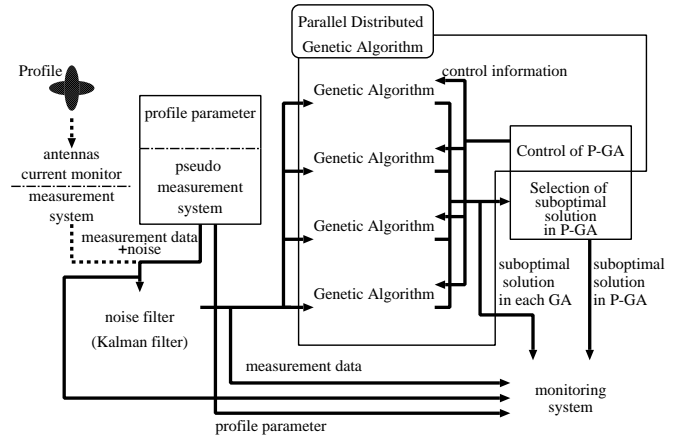 Parallel Distributed
Genetic Algorithm
Profile
control information
Genetic Algorithm
profile parameter
Control of P-GA
antennas
current monitor
measurement
system
pseudo
measurement
system
Genetic Algorithm
Selection of
suboptimal
solution
in P-GA
measurement data
+noise
Genetic Algorithm
suboptimal
solution
in each GA
suboptimal
solution
in P-GA
Genetic Algorithm
noise filter
(Kalman filter)
measurement data
monitoring
system
profile parameter